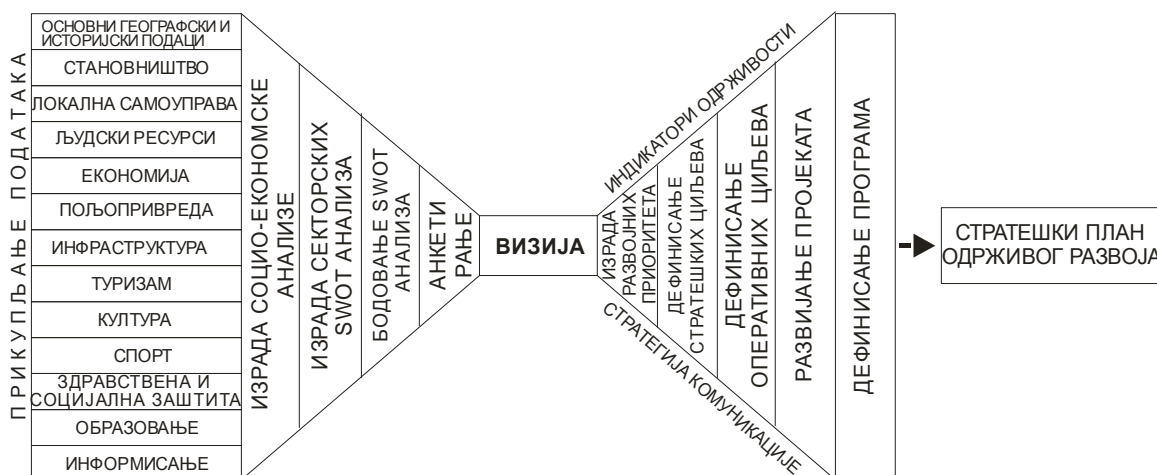 ПРИКУПЉАЊЕ ПОДАТАКА
ОСНОВНИ ГЕОГРАФСКИ И
ИСТОРИЈСКИ ПОДАЦИ
СТАНОВНИШТВО
ЛОКАЛНА САМОУПРАВА
ЉУДСКИ РЕСУРСИ
ЕКОНОМИЈА
ПОЉОПРИВРЕДА
ИНФРАСТРУКТУРА
ТУРИЗАМ
КУЛТУРА
СПОРТ
ЗДРАВСТВЕНА И
СОЦИЈАЛНА ЗАШТИТА
ОБРАЗОВАЊЕ
ИНФОРМИСАЊЕ
ИЗРАДА СОЦИО-ЕКОНОМСКЕ
АНАЛИЗЕ
ИЗРАДА СЕКТОРСКИХ
SWOT АНАЛИЗА
БОДОВАЊЕ SWOT
АНАЛИЗА
АНКЕТИ
РАЊЕ
ВИЗИЈА
ИНДИКАТОРИ ОДРЖИВОСТИ
ИЗРАДА
РАЗВОЈНИХ
ПРИОРИТЕТА
ДЕФИНИСАЊЕ
СТРАТЕШКИХ ЦИЉЕВА
ДЕФИНИСАЊЕ
ОПЕРАТИВНИХ ЦИЉЕВА
РАЗВИЈАЊЕ ПРОЈЕКАТА
СТРАТЕГИЈА КОМУНИКАЦИЈЕ
ДЕФИНИСАЊЕ ПРОГРАМА
СТРАТЕШКИ ПЛАН
ОДРЖИВОГ РАЗВОЈА